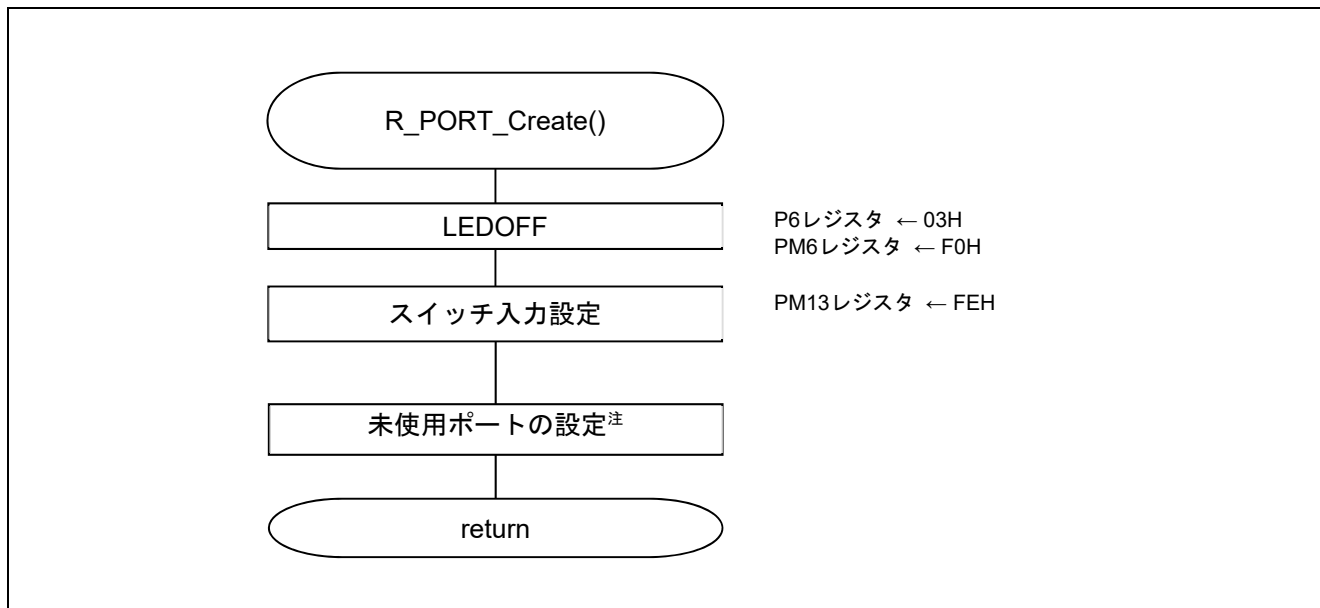 R_PORT_Create()
LEDOFF
P6レジスタ ← 03H
PM6レジスタ ← F0H
スイッチ入力設定
PM13レジスタ ← FEH
未使用ポートの設定注
return